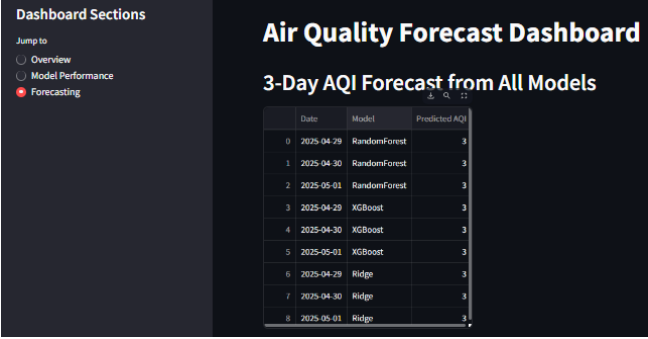 Dashboard Sections
Jump to
Overview
Model Performance
Forecasting
Air Quality Forecast Dashboard
3-Day AQI Forecast from All Models
Date Model Predicted AQI
0 2025-04-29 RandomForest 3
1 2025-04-30 RandomForest 3
2 2025-05-01 RandomForest 3
3 2025-04-29 XGBoost 3
4 2025-04-30 XGBoost 3
5 2025-05-01 XGBoost 3
6 2025-04-29 Ridge 3
7 2025-04-30 Ridge 3
8 2025-05-01 Ridge 3